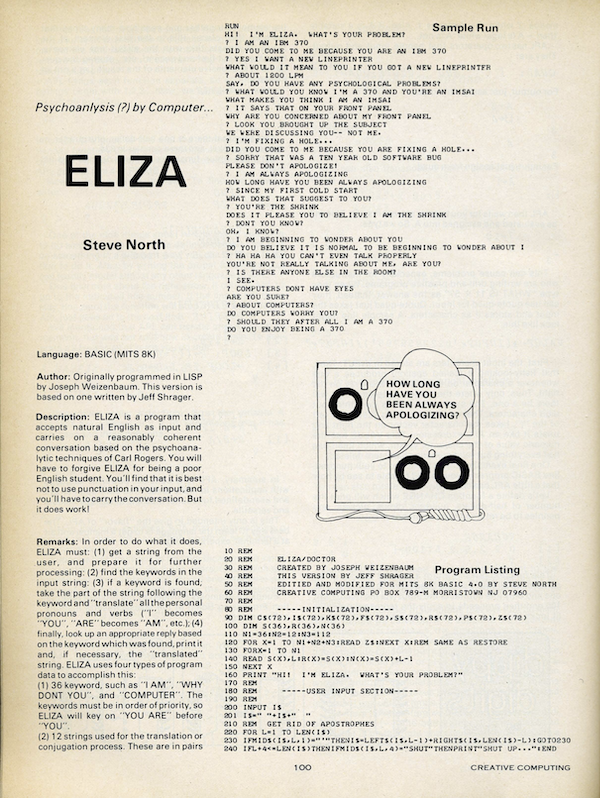 Psychoanlysis (?) by Computer...
ELIZA
Steve North
Language: BASIC (MITS 8K)
Author: Originally programmed in LISP
by Joseph Weizenbaum. This version is
based on one written by Jeff Shrager.
Description: ELIZA is a program that
accepts natural English as input and
carries on a reasonably coherent
conversation based on the psychoana-
lytic techniques of Carl Rogers. You will
have to forgive ELIZA for being a poor
English student. You'll find that it is best
not to use punctuation in your input, and
you'll have to carry the conversation. But
it does work!
Remarks: In order to do what it does,
ELIZA must: (1) get a string from the
user, and prepare it for further
processing; (2) find the keywords in the
input string; (3) if a keyword is found,
take the part of the string following the
keyword and "translate" all the personal
pronouns and verbs ("I" becomes
"YOU", "ARE" becomes "AM", etc.); (4)
finally, look up an appropriate reply based
on the keyword which was found, print it
and, if necessary, the "translated"
string. ELIZA uses four types of program
data to accomplish this:
(1) 36 keyword, such as "I AM", "WHY
DONT YOU", and "COMPUTER". The
keywords must be in order of priority, so
ELIZA will key on "YOU ARE" before
"YOU".
(2) 12 strings used for the translation or
conjugation process. These are in pairs
Sample Run
RUN
HI! I'M ELIZA. WHAT'S YOUR PROBLEM?
? I AM AN IBM 370
DID YOU COME TO ME BECAUSE YOU ARE AN IBM 370
? YES I WANT A NEW LINEPRINTER
WHAT WOULD IT MEAN TO YOU IF YOU GOT A NEW LINEPRINTER
? ABOUT 1200 LPM
SAY, DO YOU HAVE ANY PSYCHOLOGICAL PROBLEMS?
? WHAT WOULD YOU KNOW I'M A 370 AND YOU'RE AN IMSAI
WHAT MAKES YOU THINK I AM AN IMSAI
? IT SAYS THAT ON YOUR FRONT PANEL
WHY ARE YOU CONCERNED ABOUT MY FRONT PANEL
? LOOK YOU BROUGHT UP THE SUBJECT
WE WERE DISCUSSING YOU-- NOT ME.
? I'M FIXING A HOLE...
DID YOU COME TO ME BECAUSE YOU ARE FIXING A HOLE...
? SORRY THAT WAS A TEN YEAR OLD SOFTWARE BUG
PLEASE DON'T APOLOGIZE!
? I AM ALWAYS APOLOGIZING
HOW LONG HAVE YOU BEEN ALWAYS APOLOGIZING
? SINCE MY FIRST COLD START
WHAT DOES THAT SUGGEST TO YOU?
? YOU'RE THE SHRINK
DOES IT PLEASE YOU TO BELIEVE I AM THE SHRINK
? DONT YOU KNOW?
OH, I KNOW?
? I AM BEGINNING TO WONDER ABOUT YOU
DO YOU BELIEVE IT IS NORMAL TO BE BEGINNING TO WONDER ABOUT I
? HA HA HA YOU CAN'T EVEN TALK PROPERLY
YOU'RE NOT REALLY TALKING ABOUT ME, ARE YOU?
? IS THERE ANYONE ELSE IN THE ROOM?
I SEE.
? COMPUTERS DONT HAVE EYES
ARE YOU SURE?
? ABOUT COMPUTERS?
DO COMPUTERS WORRY YOU?
? SHOULD THEY AFTER ALL I AM A 370
DO YOU ENJOY BEING A 370
?
HOW LONG
HAVE YOU
BEEN ALWAYS
APOLOGIZING?
Program Listing
10 REM
20 REM ELIZA/DOCTOR
30 REM CREATED BY JOSEPH WEIZENBAUM
40 REM THIS VERSION BY JEFF SHRAGER
50 REM EDITIED AND MODIFIED FOR MITS 8K BASIC 4.0 BY STEVE NORTH
60 REM CREATIVE COMPUTING PO BOX 789-M MORRISTOWN NJ 07960
70 REM
80 REM -----INITIALIZATION-----
90 DIM C$(72),I$(72),K$(72),F$(72),S$(72),R$(72),P$(72),Z$(72)
100 DIM S(36),R(36),N(36)
110 N1=36:N2=12:N3=112
120 FOR X=1 TO N1+N2+N3:READ Z$:NEXT X:REM SAME AS RESTORE
130 FORX=1 TO N1
140 READ S(X),L:R(X)=S(X):N(X)=S(X)+L-1
150 NEXT X
160 PRINT "HI! I'M ELIZA. WHAT'S YOUR PROBLEM?"
170 REM
180 REM -----USER INPUT SECTION-----
190 REM
200 INPUT I$
201 I$=" "+I$+" "
210 REM GET RID OF APOSTROPHES
220 FOR L=1 TO LEN(I$)
230 IFMID$(I$,L,1)="'"THENI$=LEFT$(I$,L-1)+RIGHT$(I$,LEN(I$)-L):GOTO230
240 IFL+4<=LEN(I$)THENIFMID$(I$,L,4)="SHUT"THENPRINT"SHUT UP...":END
100
CREATIVE COMPUTING